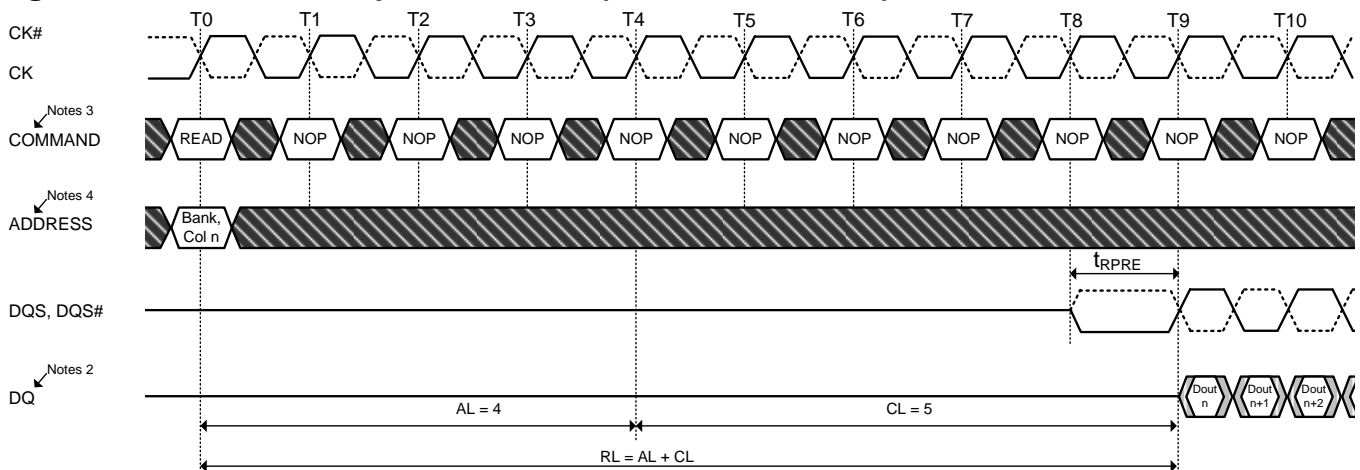 T0 T1 T2 T3 T4 T5 T6 T7 T8 T9 T10
CK#
CK
Notes 3
COMMAND
READ NOP NOP NOP NOP NOP NOP NOP NOP NOP NOP
Notes 4
ADDRESS
Bank,
Col n
tRPRE
DQS, DQS#
Notes 2
DQ
Dout
n
Dout
n+1
Dout
n+2
AL = 4
CL = 5
RL = AL + CL